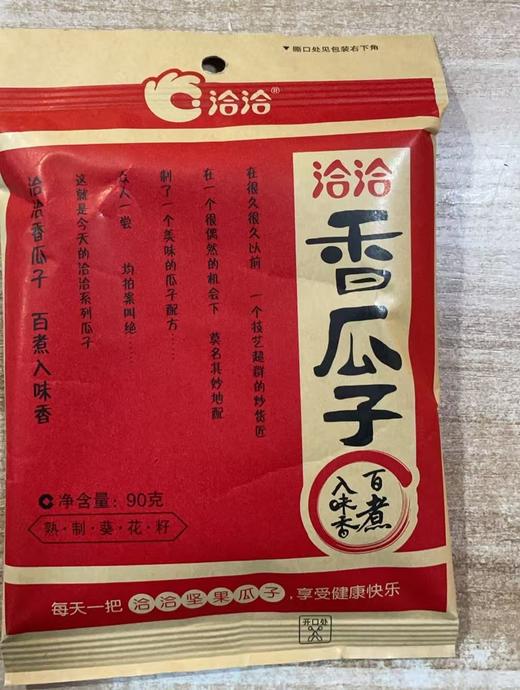 ▼撕口处见包装右下角
洽洽®
洽洽
香瓜子
百煮
入味香
在很久很久以前 一个技艺超群的炒货匠
在一个很偶然的机会下 莫名其妙地配
制了一个美味的瓜子配方……
众人一尝 均拍案叫绝……
这就是今天的洽洽系列瓜子
洽洽香瓜子 百煮入味香
净含量：90克
熟·制·葵·花·籽
每天一把 洽洽坚果瓜子，享受健康快乐
开口处